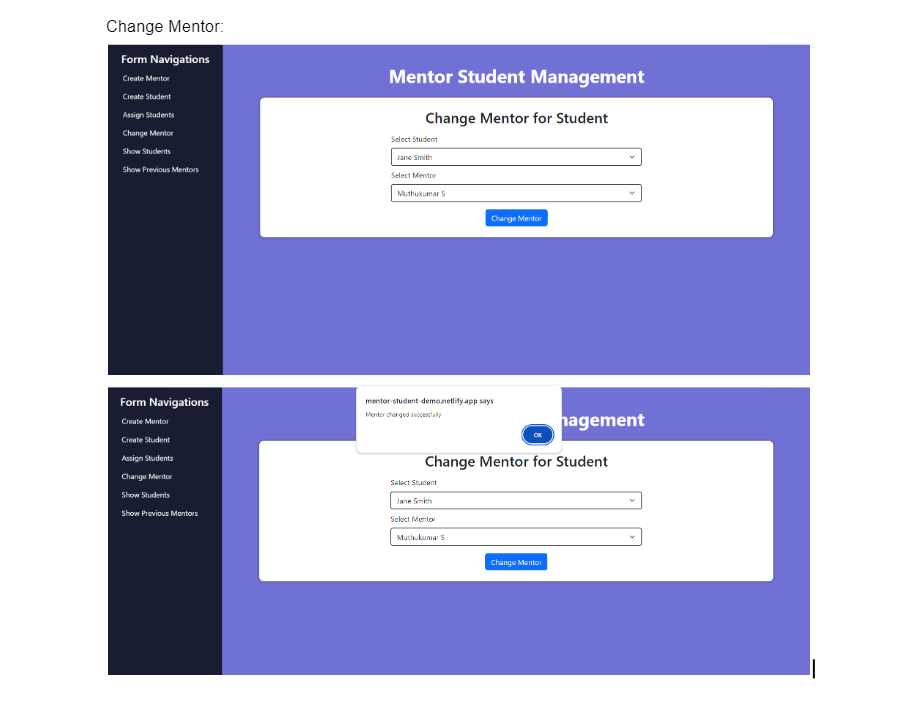 Change Mentor:
Form Navigations
Create Mentor
Create Student
Assign Students
Change Mentor
Show Students
Show Previous Mentors
Mentor Student Management
Change Mentor for Student
Select Student
Jane Smith
Select Mentor
Muthukumar S
Change Mentor
Form Navigations
Create Mentor
Create Student
Assign Students
Change Mentor
Show Students
Show Previous Mentors
mentor-student-demo.netlify.app says
Mentor changed successfully
OK
nagement
Change Mentor for Student
Select Student
Jane Smith
Select Mentor
Muthukumar S
Change Mentor